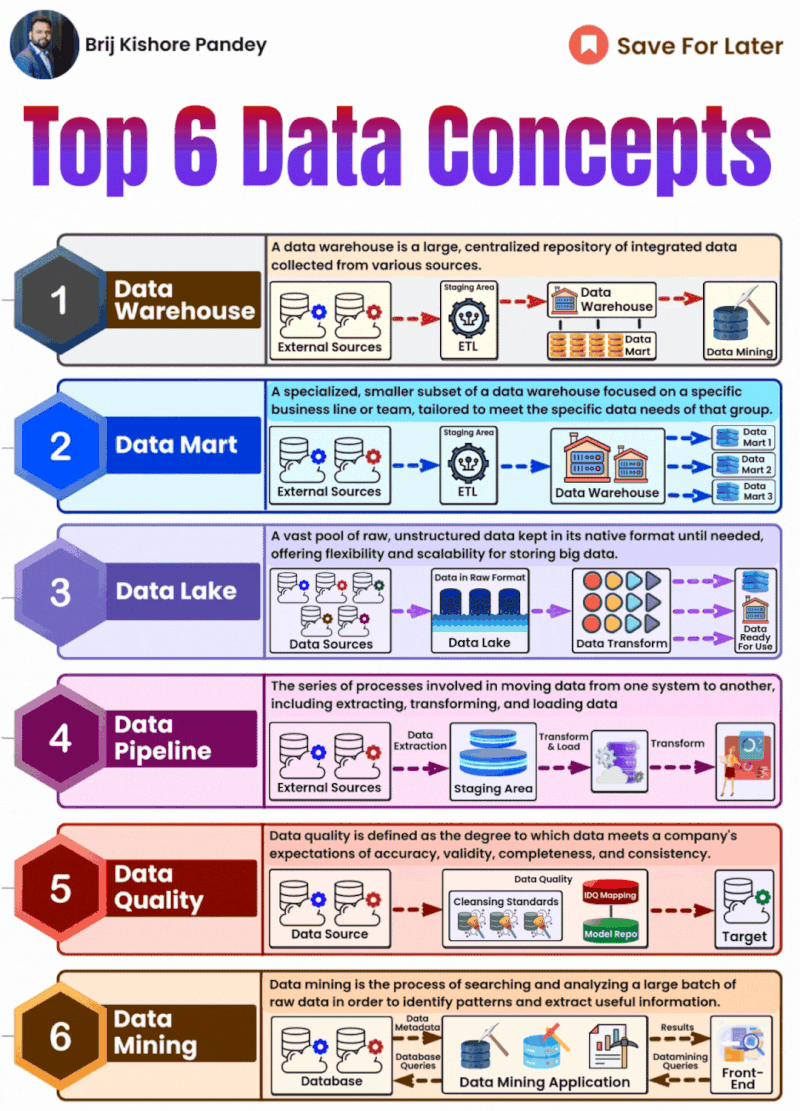 Brij Kishore Pandey
Save For Later
Top 6 Data Concepts
1
Data
Warehouse
A data warehouse is a large, centralized repository of integrated data
collected from various sources.
External Sources
Staging Area
ETL
Data
Warehouse
Data
Mart
Data Mining
2
Data Mart
A specialized, smaller subset of a data warehouse focused on a specific
business line or team, tailored to meet the specific data needs of that group.
External Sources
Staging Area
ETL
Data Warehouse
Data
Mart 1
Data
Mart 2
Data
Mart 3
3
Data Lake
A vast pool of raw, unstructured data kept in its native format until needed,
offering flexibility and scalability for storing big data.
Data Sources
Data in Raw Format
Data Lake
Data Transform
Data
Ready
For Use
4
Data
Pipeline
The series of processes involved in moving data from one system to another,
including extracting, transforming, and loading data
External Sources
Data
Extraction
Staging Area
Transform
& Load
Transform
5
Data
Quality
Data quality is defined as the degree to which data meets a company's
expectations of accuracy, validity, completeness, and consistency.
Data Source
Data Quality
Cleansing Standards
IDQ Mapping
Model Repo
Target
6
Data
Mining
Data mining is the process of searching and analyzing a large batch of
raw data in order to identify patterns and extract useful information.
Database
Data
Metadata
Database
Queries
Data Mining Application
Results
Datamining
Queries
Front-
End